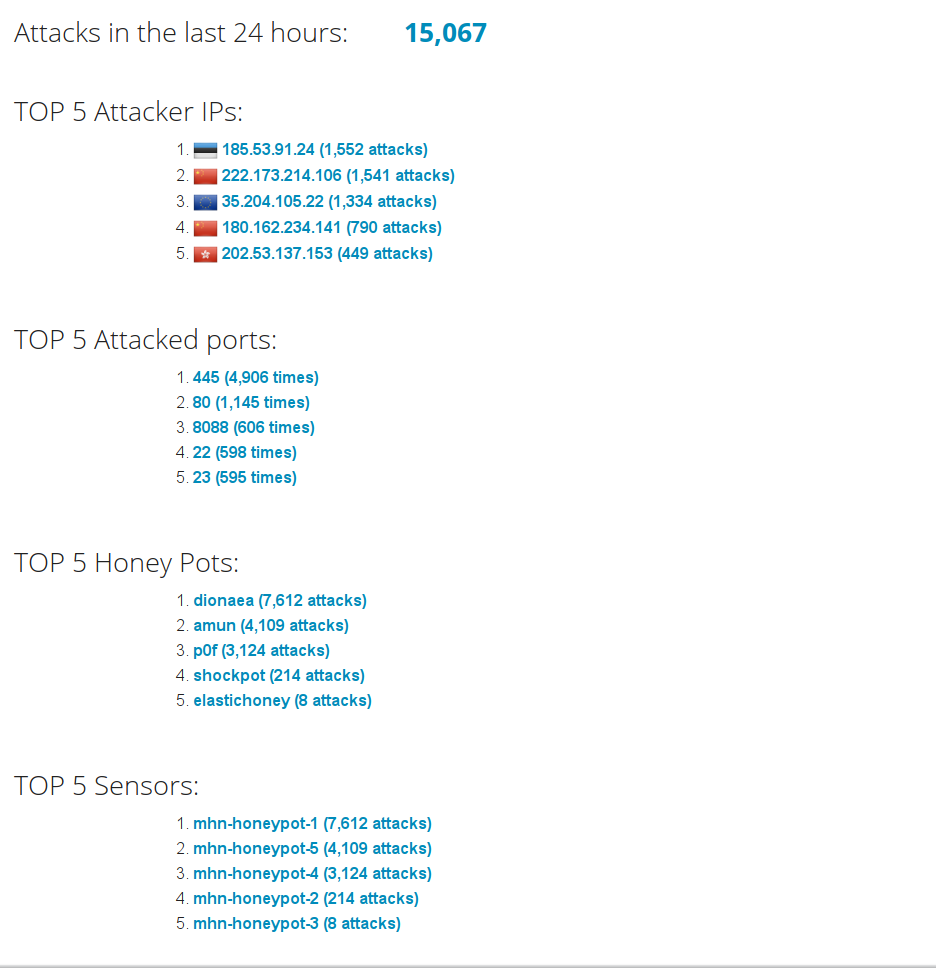 Attacks in the last 24 hours: 15,067
TOP 5 Attacker IPs:
1. 185.53.91.24 (1,552 attacks)
2. 222.173.214.106 (1,541 attacks)
3. 35.204.105.22 (1,334 attacks)
4. 180.162.234.141 (790 attacks)
5. 202.53.137.153 (449 attacks)
TOP 5 Attacked ports:
1. 445 (4,906 times)
2. 80 (1,145 times)
3. 8088 (606 times)
4. 22 (598 times)
5. 23 (595 times)
TOP 5 Honey Pots:
1. dionaea (7,612 attacks)
2. amun (4,109 attacks)
3. p0f (3,124 attacks)
4. shockpot (214 attacks)
5. elastichoney (8 attacks)
TOP 5 Sensors:
1. mhn-honeypot-1 (7,612 attacks)
2. mhn-honeypot-5 (4,109 attacks)
3. mhn-honeypot-4 (3,124 attacks)
4. mhn-honeypot-2 (214 attacks)
5. mhn-honeypot-3 (8 attacks)